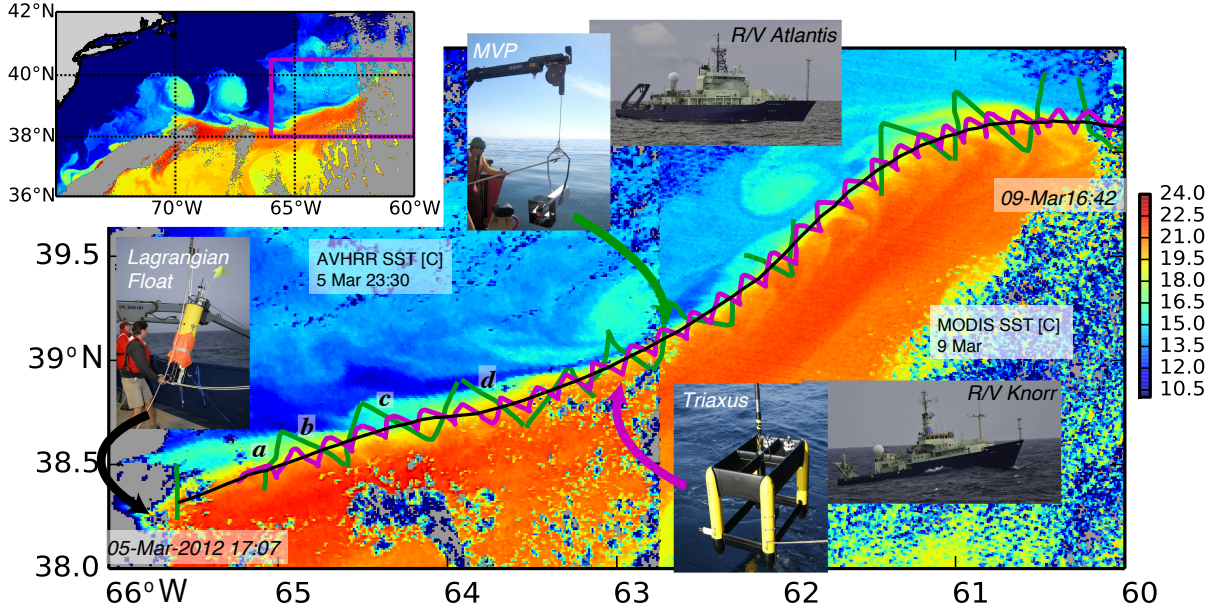 42°N
40°N
38°N
36°N
70°W
65°W
60°W
MVP
R/V Atlantis
39.5
39°N
38.5
38.0
Lagrangian
Float
AVHRR SST [C]
5 Mar 23:30
09-Mar16:42
24.0
22.5
21.0
19.5
18.0
16.5
15.0
13.5
12.0
10.5
MODIS SST [C]
9 Mar
a
b
c
d
Triaxus
R/V Knorr
05-Mar-2012 17:07
66°W
65
64
63
62
61
60